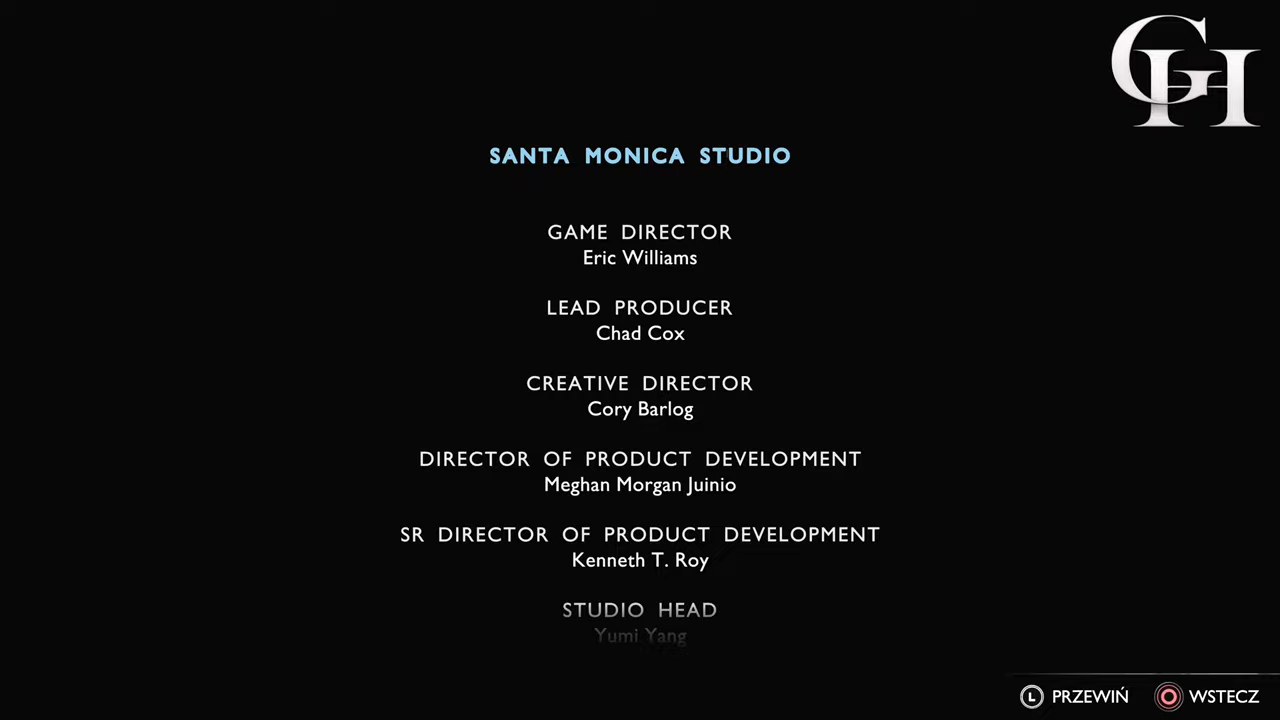 GH
SANTA MONICA STUDIO
GAME DIRECTOR
Eric Williams
LEAD PRODUCER
Chad Cox
CREATIVE DIRECTOR
Cory Barlog
DIRECTOR OF PRODUCT DEVELOPMENT
Meghan Morgan Juinio
SR DIRECTOR OF PRODUCT DEVELOPMENT
Kenneth T. Roy
STUDIO HEAD
Yumi Yang
L PRZEWIŃ WSTECZ